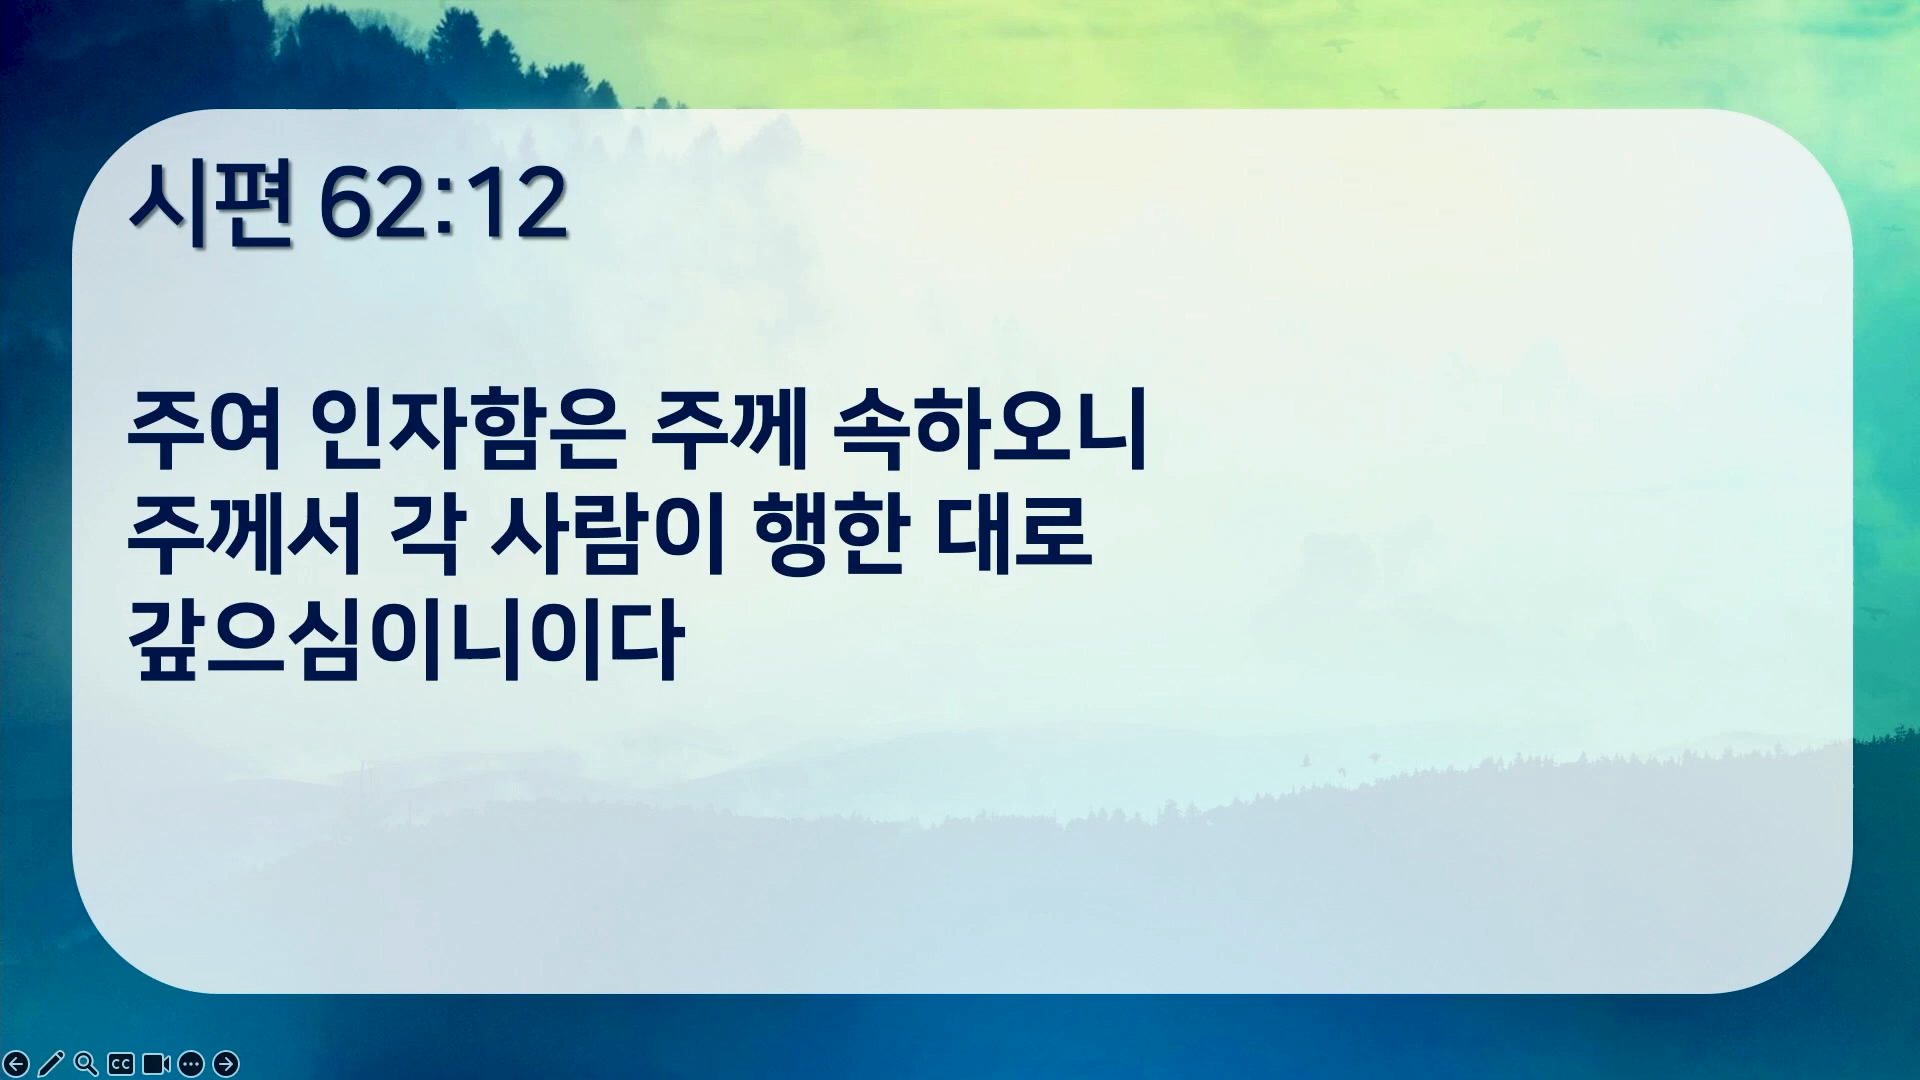 시편 62:12
주여 인자함은 주께 속하오니
주께서 각 사람이 행한 대로
갚으심이니이다
CC